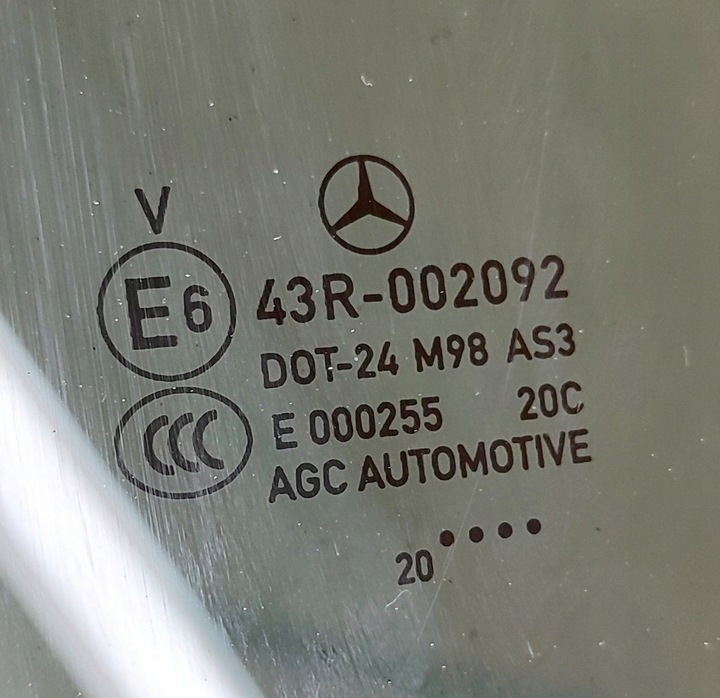 V
E6 43R-002092
DOT-24 M98 AS3
CCC E 000255 20C
AGC AUTOMOTIVE
20 ••••